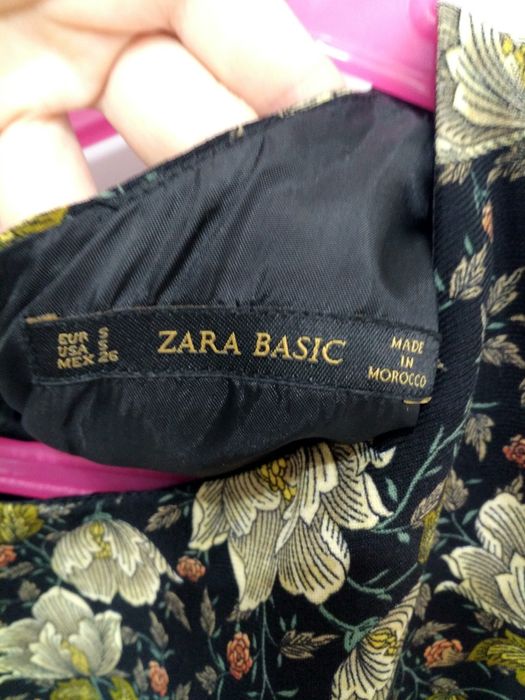 EUR S
USA S
MEX 26
ZARA BASIC
MADE
IN
MOROCCO